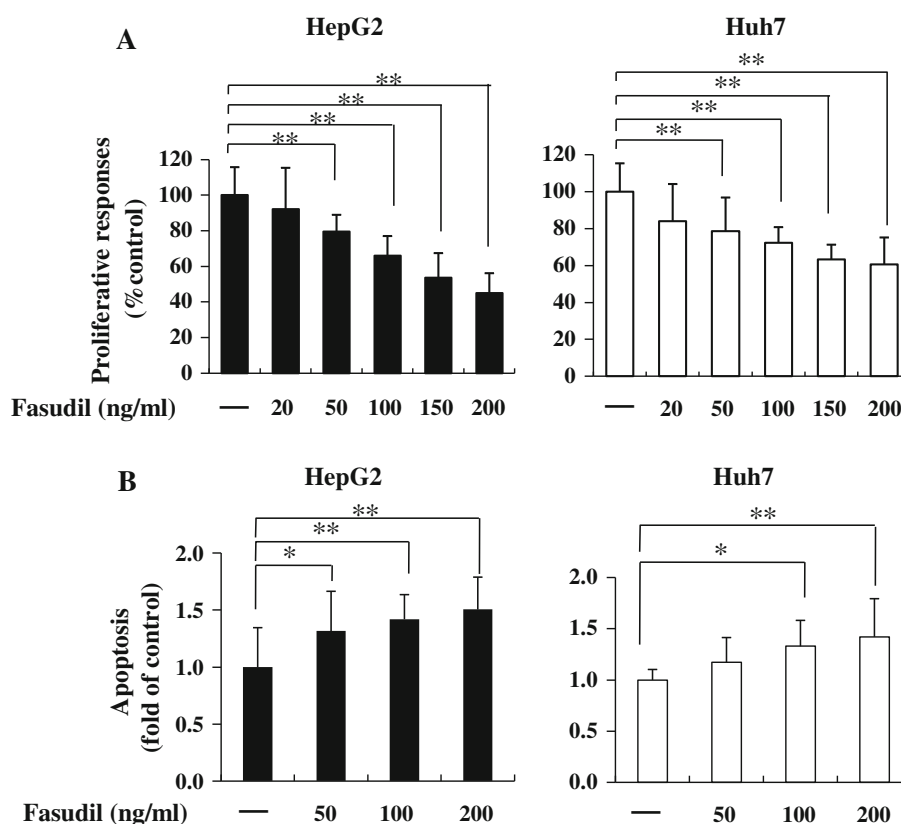 HepG2
Huh7
A
**
**
**
**
**
**
**
**
Proliferative responses
(% control)
120
100
80
60
40
20
0
120
100
80
60
40
20
0
Fasudil (ng/ml) — 20 50 100 150 200
— 20 50 100 150 200
B
HepG2
Huh7
**
**
*
**
*
Apoptosis
(fold of control)
2.0
1.5
1.0
0.5
0.0
2.0
1.5
1.0
0.5
0.0
Fasudil (ng/ml) — 50 100 200
— 50 100 200